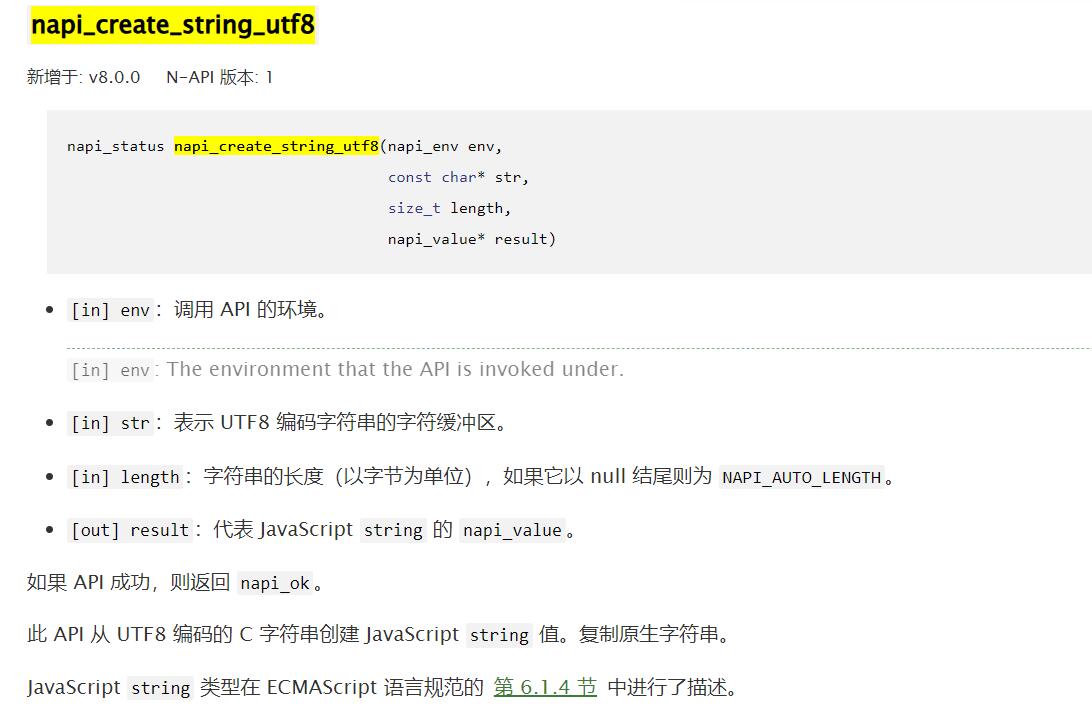 napi_create_string_utf8
新增于: v8.0.0 N-API 版本: 1
napi_status napi_create_string_utf8(napi_env env,
const char* str,
size_t length,
napi_value* result)
[in] env：调用 API 的环境。
[in] env: The environment that the API is invoked under.
[in] str：表示 UTF8 编码字符串的字符缓冲区。
[in] length：字符串的长度（以字节为单位），如果它以 null 结尾则为 NAPI_AUTO_LENGTH。
[out] result：代表 JavaScript string 的 napi_value。
如果 API 成功，则返回 napi_ok。
此 API 从 UTF8 编码的 C 字符串创建 JavaScript string 值。复制原生字符串。
JavaScript string 类型在 ECMAScript 语言规范的 第 6.1.4 节 中进行了描述。